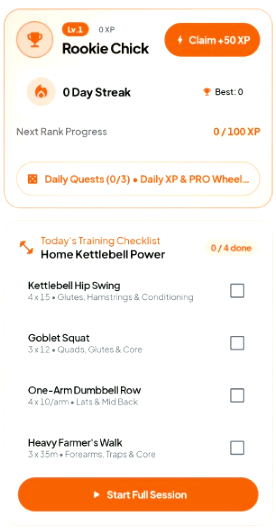 Lv.1 0 XP
Rookie Chick
Claim +50 XP
0 Day Streak
Best: 0
Next Rank Progress
0 / 100 XP
Daily Quests (0/3) • Daily XP & PRO Wheel...
Today's Training Checklist
Home Kettlebell Power
0 / 4 done
Kettlebell Hip Swing
4 x 15 • Glutes, Hamstrings & Conditioning
Goblet Squat
3 x 12 • Quads, Glutes & Core
One-Arm Dumbbell Row
4 x 10/arm • Lats & Mid Back
Heavy Farmer's Walk
3 x 35m • Forearms, Traps & Core
Start Full Session